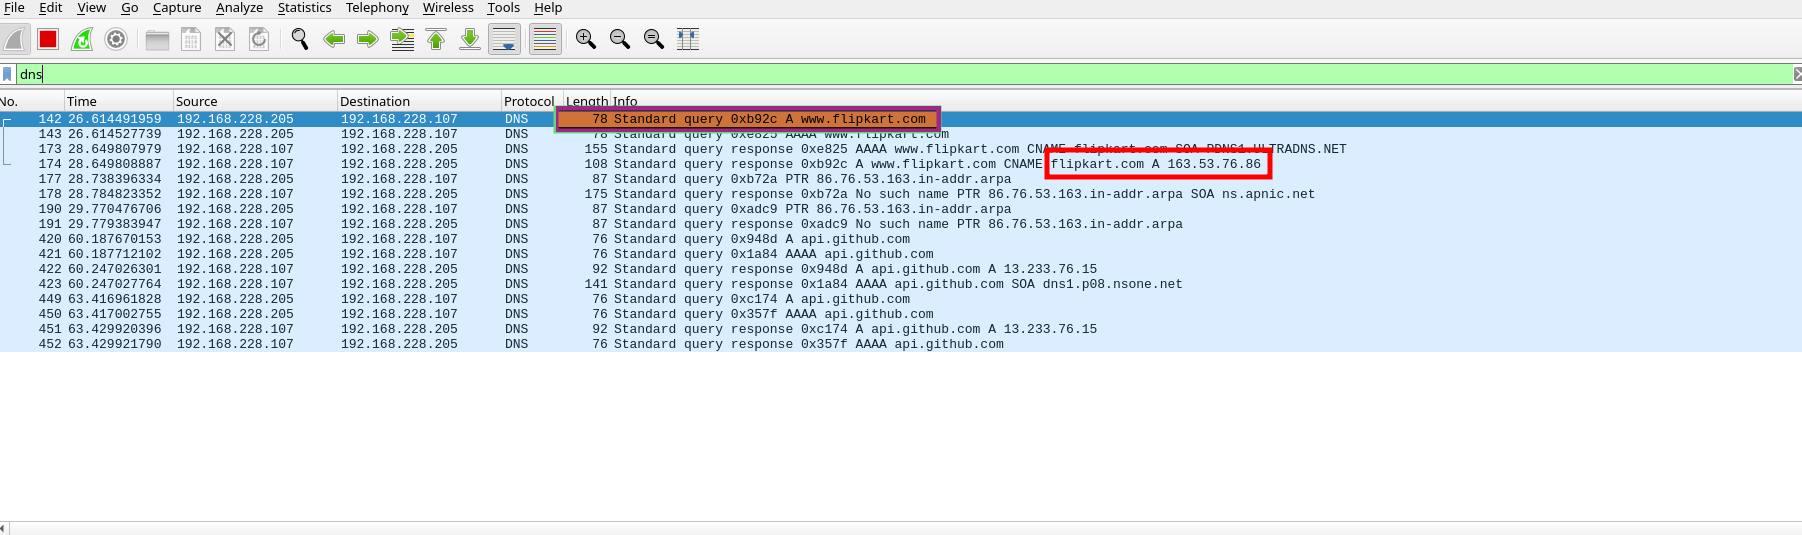 File Edit View Go Capture Analyze Statistics Telephony Wireless Tools Help
dns
No. Time Source Destination Protocol Length Info
142 26.614491959 192.168.228.205 192.168.228.107 DNS 78 Standard query 0xb92c A www.flipkart.com
143 26.614527739 192.168.228.205 192.168.228.107 DNS 78 Standard query 0xe825 AAAA www.flipkart.com
173 28.649807979 192.168.228.107 192.168.228.205 DNS 155 Standard query response 0xe825 AAAA www.flipkart.com CNAME flipkart.com SOA PDNS1.ULTRADNS.NET
174 28.649808887 192.168.228.107 192.168.228.205 DNS 108 Standard query response 0xb92c A www.flipkart.com CNAME flipkart.com A 163.53.76.86
177 28.738396334 192.168.228.205 192.168.228.107 DNS 87 Standard query 0xb72a PTR 86.76.53.163.in-addr.arpa
178 28.784823352 192.168.228.107 192.168.228.205 DNS 175 Standard query response 0xb72a No such name PTR 86.76.53.163.in-addr.arpa SOA ns.apnic.net
190 29.770476706 192.168.228.205 192.168.228.107 DNS 87 Standard query 0xadc9 PTR 86.76.53.163.in-addr.arpa
191 29.779383947 192.168.228.107 192.168.228.205 DNS 87 Standard query response 0xadc9 No such name PTR 86.76.53.163.in-addr.arpa
420 60.187670153 192.168.228.205 192.168.228.107 DNS 76 Standard query 0x948d A api.github.com
421 60.187712102 192.168.228.205 192.168.228.107 DNS 76 Standard query 0x1a84 AAAA api.github.com
422 60.247026301 192.168.228.107 192.168.228.205 DNS 92 Standard query response 0x948d A api.github.com A 13.233.76.15
423 60.247027764 192.168.228.107 192.168.228.205 DNS 141 Standard query response 0x1a84 AAAA api.github.com SOA dns1.p08.nsone.net
449 63.416961828 192.168.228.205 192.168.228.107 DNS 76 Standard query 0xc174 A api.github.com
450 63.417002755 192.168.228.205 192.168.228.107 DNS 76 Standard query 0x357f AAAA api.github.com
451 63.429920396 192.168.228.107 192.168.228.205 DNS 92 Standard query response 0xc174 A api.github.com A 13.233.76.15
452 63.429921790 192.168.228.107 192.168.228.205 DNS 76 Standard query response 0x357f AAAA api.github.com